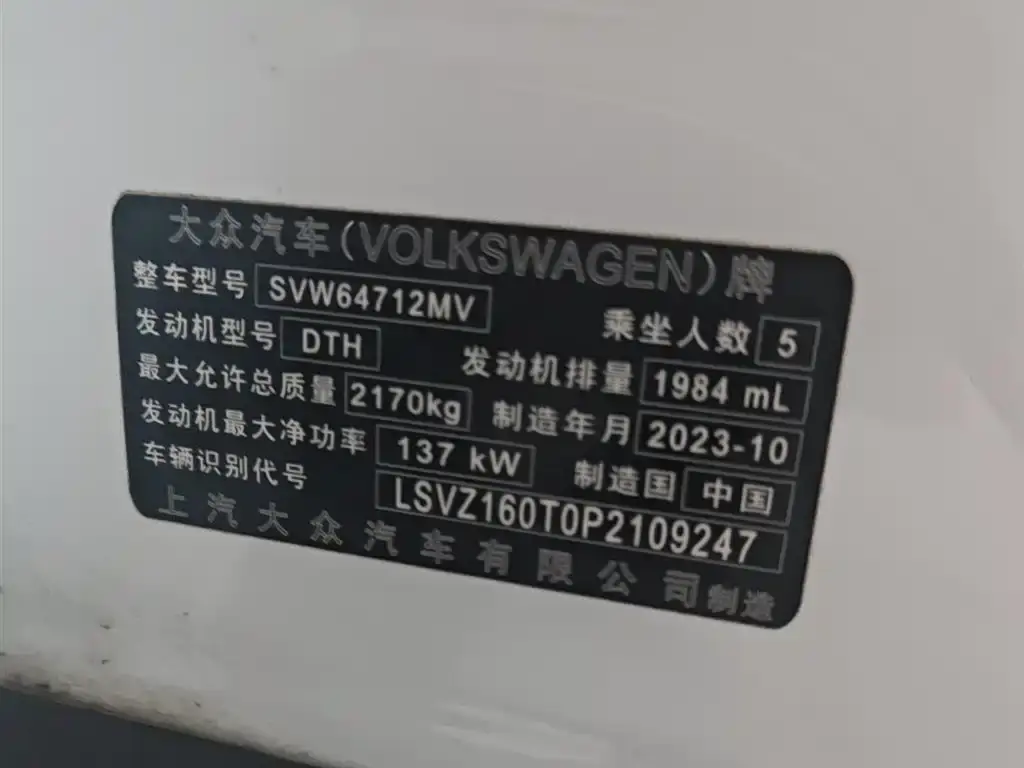 大众汽车(VOLKSWAGEN)牌
整车型号 SVW64712MV 乘坐人数 5
发动机型号 DTH 发动机排量 1984 mL
最大允许总质量 2170kg 制造年月 2023-10
发动机最大净功率 137 kW 制造国 中国
车辆识别代号 LSVZ160T0P2109247
上汽大众汽车有限公司制造